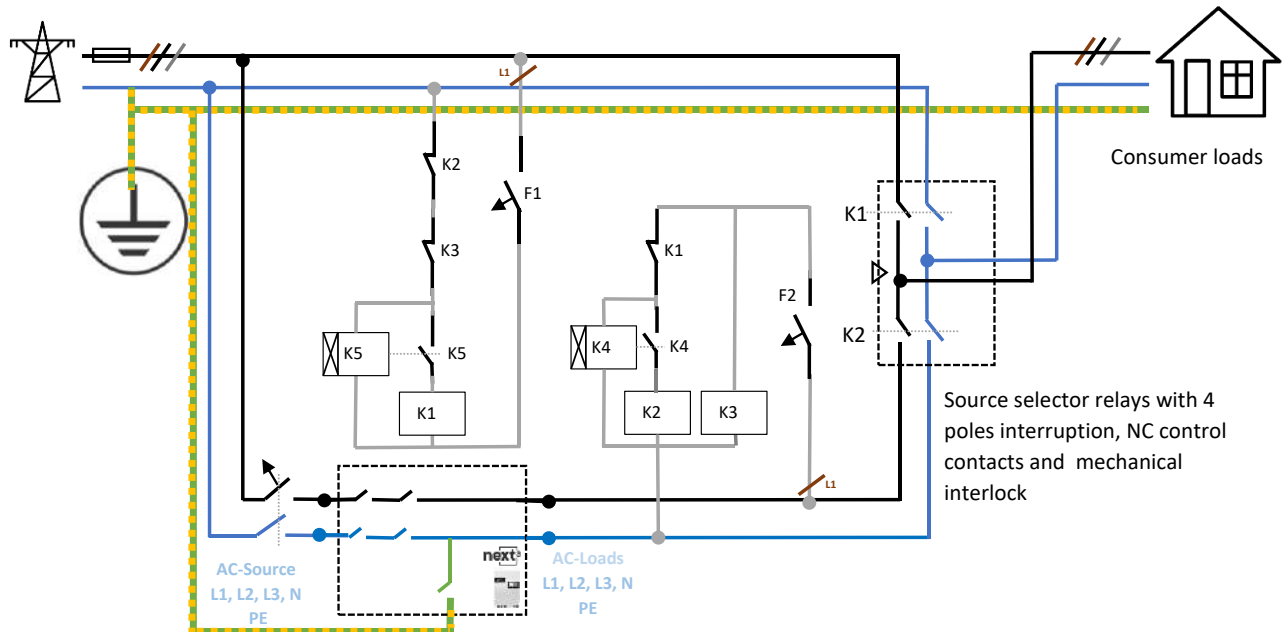 L1
K2
F1
K3
K5
K5
K1
K1
F2
K4
K4
K2
K3
L1
K1
K2
Consumer loads
Source selector relays with 4
poles interruption, NC control
contacts and mechanical
interlock
AC-Source
L1, L2, L3, N
PE
next3
AC-Loads
L1, L2, L3, N
PE